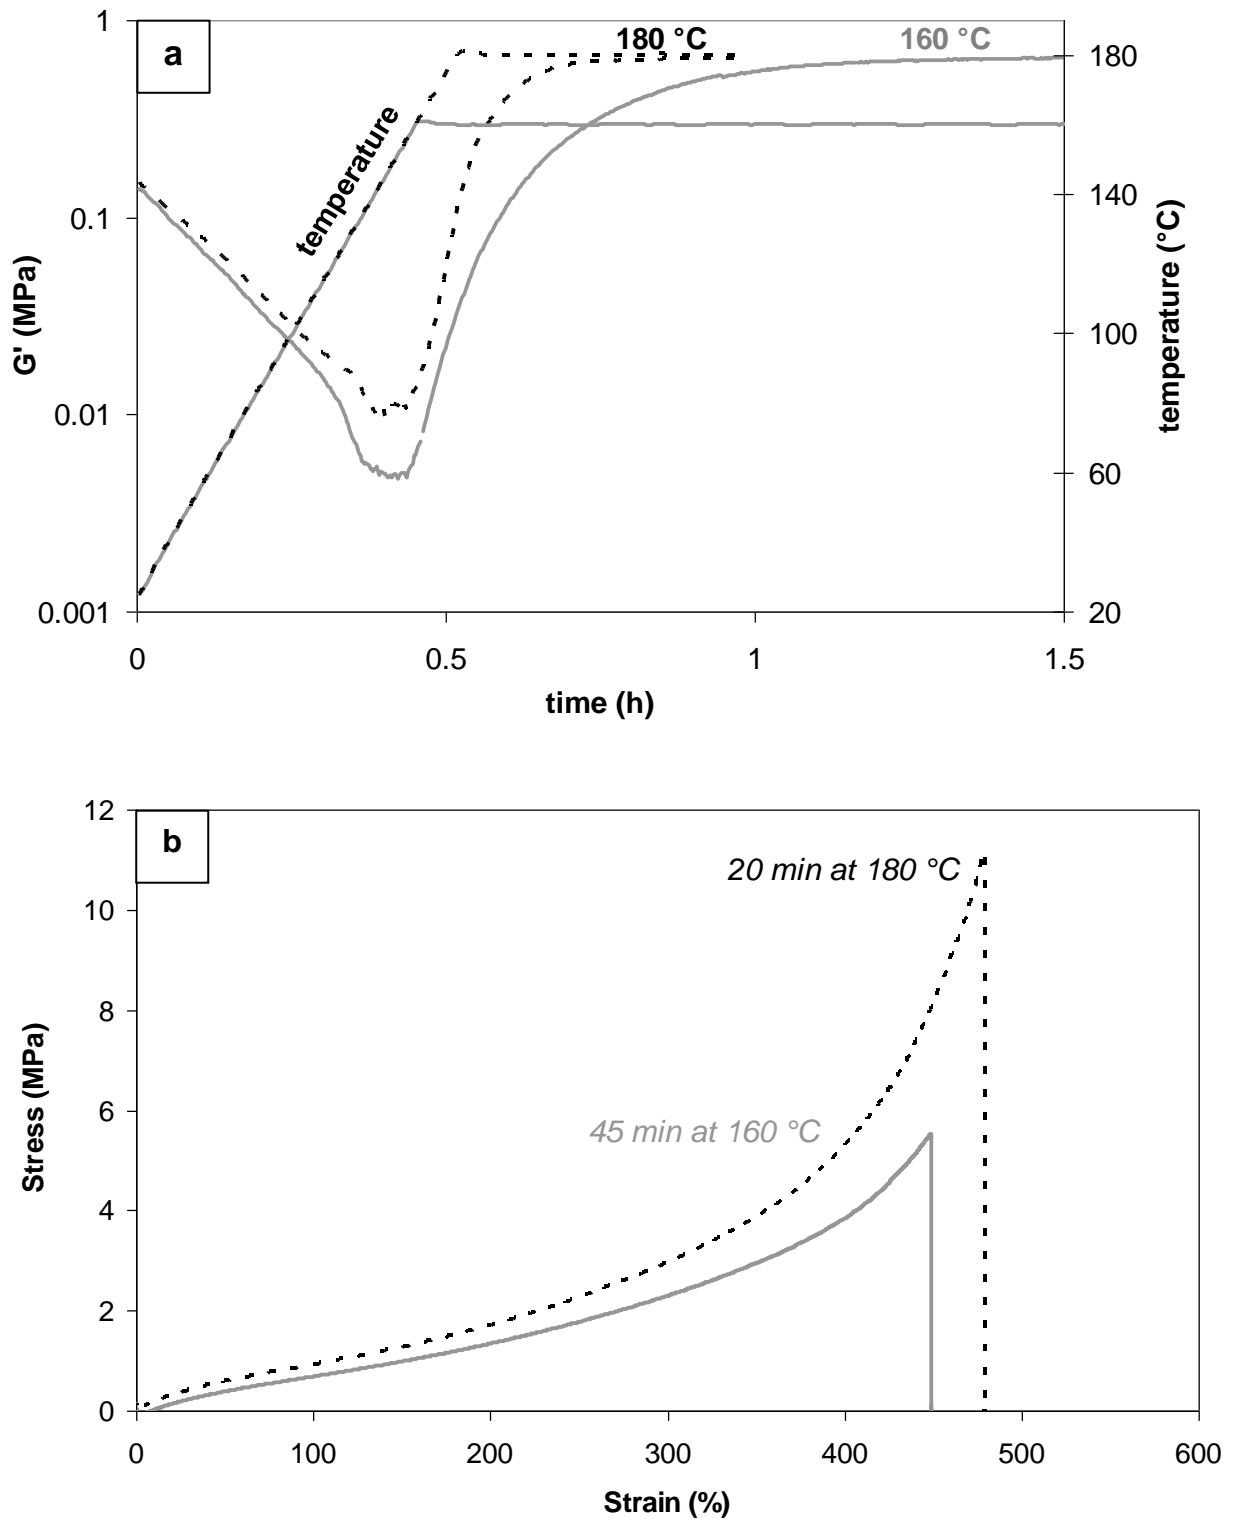 a
1
0.1
0.01
0.001
G' (MPa)
temperature
180 °C
160 °C
180
140
100
60
20
temperature (°C)
0
0.5
1
1.5
time (h)
b
12
10
8
6
4
2
0
Stress (MPa)
20 min at 180 °C
45 min at 160 °C
0
100
200
300
400
500
600
Strain (%)